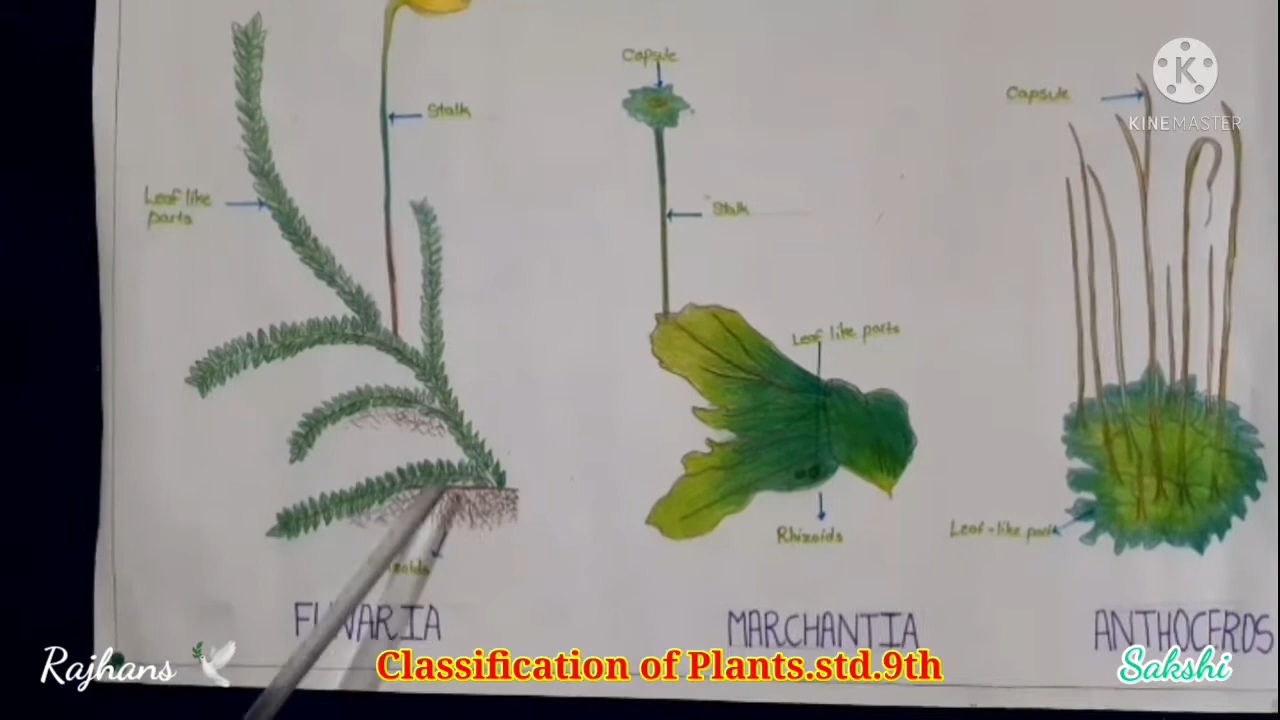 Capsule
Capsule
K
KINEMASTER
Stalk
Leaf like
parts
Stalk
Leaf like parts
Leaf-like parts
Rhizoids
FUNARIA
MARCHANTIA
ANTHOCEROS
Rajhans
Classification of Plants.std.9th
Sakshi